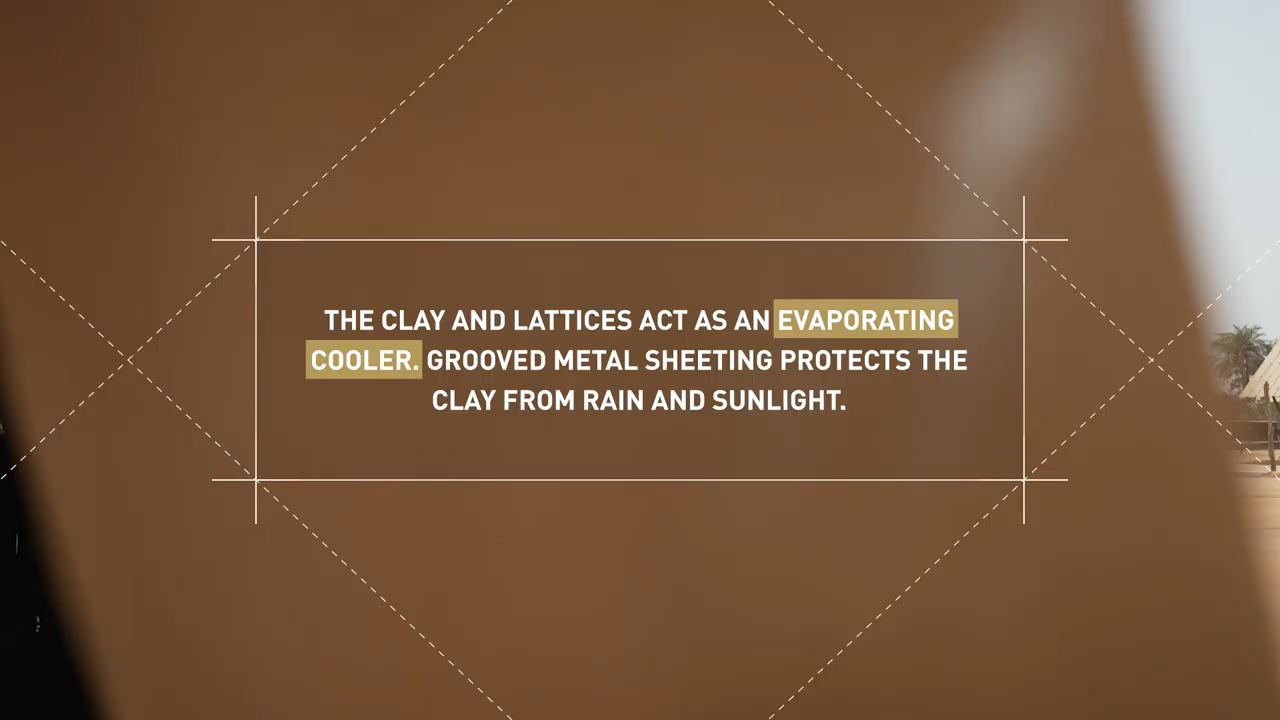 THE CLAY AND LATTICES ACT AS AN EVAPORATING
COOLER. GROOVED METAL SHEETING PROTECTS THE
CLAY FROM RAIN AND SUNLIGHT.